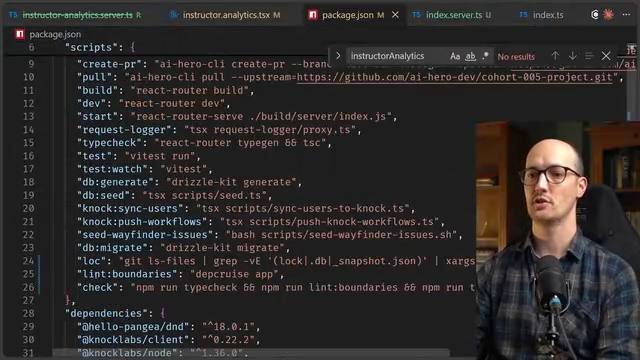 instructor-analytics.server.ts R
instructor.analytics.tsx M
package.json M
index.server.ts U
index.ts U
package.json
6 "scripts": {
instructorAnalytics Aa ab .* No results
9 "create-pr": "ai-hero-cli create-pr --bran
10 "pull": "ai-hero-cli pull --upstream=https://github.com/ai-hero-dev/cohort-005-project.git",
11 "build": "react-router build",
12 "dev": "react-router dev",
13 "start": "react-router-serve ./build/server/index.js",
14 "request-logger": "tsx request-logger/proxy.ts",
15 "typecheck": "react-router typegen && tsc",
16 "test": "vitest run",
17 "test:watch": "vitest",
18 "db:generate": "drizzle-kit generate",
19 "db:seed": "tsx scripts/seed.ts",
20 "knock:sync-users": "tsx scripts/sync-users-to-knock.ts",
21 "knock:push-workflows": "tsx scripts/push-knock-workflows.ts",
22 "seed-wayfinder-issues": "bash scripts/seed-wayfinder-issues.sh",
23 "db:migrate": "drizzle-kit migrate",
24 "loc": "git ls-files | grep -vE '(lock|.db|_snapshot.json)' | xargs
25 "lint:boundaries": "depcruise app",
26 "check": "npm run typecheck && npm run lint:boundaries && npm run t
27 },
28 "dependencies": {
29 "@hello-pangea/dnd": "^18.0.1",
30 "@knocklabs/client": "^0.22.2",
31 "@knocklabs/node": "^1.36.0",